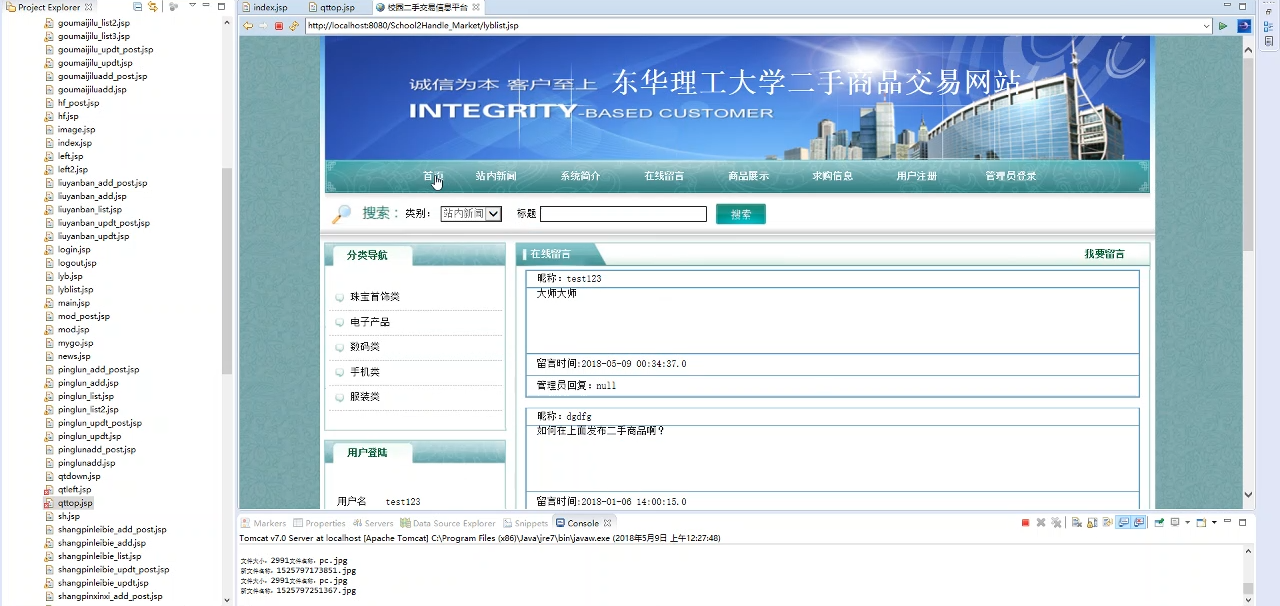 Project Explorer
index.jsp
qttop.jsp
校园二手交易信息平台
http://localhost:8080/School2Handle_Market/lyblist.jsp
goumaijilu_list2.jsp
goumaijilu_list3.jsp
goumaijilu_updt_post.jsp
goumaijilu_updt.jsp
goumaijiluadd_post.jsp
goumaijiluadd.jsp
hf_post.jsp
hf.jsp
image.jsp
index.jsp
left.jsp
left2.jsp
liuyanban_add_post.jsp
liuyanban_add.jsp
liuyanban_list.jsp
liuyanban_updt_post.jsp
liuyanban_updt.jsp
login.jsp
logout.jsp
lyb.jsp
lyblist.jsp
main.jsp
mod_post.jsp
mod.jsp
mygo.jsp
news.jsp
pinglun_add_post.jsp
pinglun_add.jsp
pinglun_list.jsp
pinglun_list2.jsp
pinglun_updt_post.jsp
pinglun_updt.jsp
pinglunadd_post.jsp
pinglunadd.jsp
qtdown.jsp
qtleft.jsp
qttop.jsp
sh.jsp
shangpinleibie_add_post.jsp
shangpinleibie_add.jsp
shangpinleibie_list.jsp
shangpinleibie_updt_post.jsp
shangpinleibie_updt.jsp
shangpinxinxi_add_post.jsp
诚信为本 客户至上 东华理工大学二手商品交易网站
INTEGRITY-BASED CUSTOMER
首页 站内新闻 系统简介 在线留言 商品展示 求购信息 用户注册 管理员登录
搜索： 类别： 站内新闻 标题 搜索
分类导航
珠宝首饰类
电子产品
数码类
手机类
服装类
用户登陆
用户名 test123
在线留言 我要留言
昵称：test123
大师大师
留言时间:2018-05-09 00:34:37.0
管理员回复：null
昵称：dgdfg
如何在上面发布二手商品啊？
留言时间:2018-01-06 14:00:15.0
Markers Properties Servers Data Source Explorer Snippets Console
Tomcat v7.0 Server at localhost [Apache Tomcat] C:\Program Files (x86)\Java\jre7\bin\javaw.exe (2018年5月9日 上午12:27:48)
文件大小：2991文件名称：pc.jpg
新文件名称：1525797173851.jpg
文件大小：2991文件名称：pc.jpg
新文件名称：1525797251367.jpg